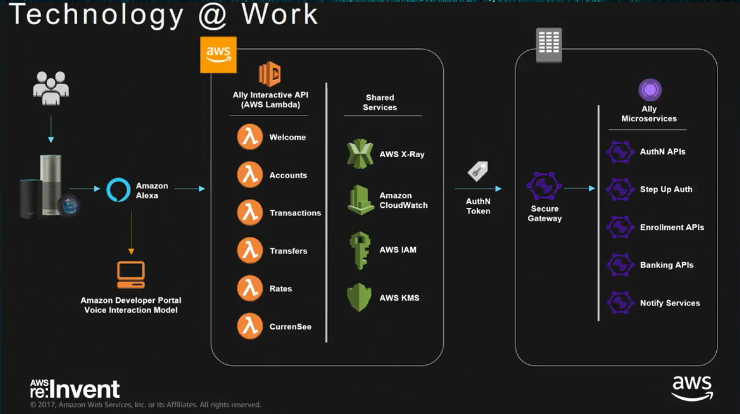 Technology @ Work
aws
Ally Interactive API
(AWS Lambda)
Welcome
Accounts
Transactions
Transfers
Rates
CurrenSee
Shared
Services
AWS X-Ray
Amazon
CloudWatch
AWS IAM
AWS KMS
Amazon
Alexa
Amazon Developer Portal
Voice Interaction Model
AuthN
Token
Secure
Gateway
Ally
Microservices
AuthN APIs
Step Up Auth
Enrollment APIs
Banking APIs
Notify Services
AWS
re:Invent
© 2017, Amazon Web Services, Inc. or its Affiliates. All rights reserved.
aws